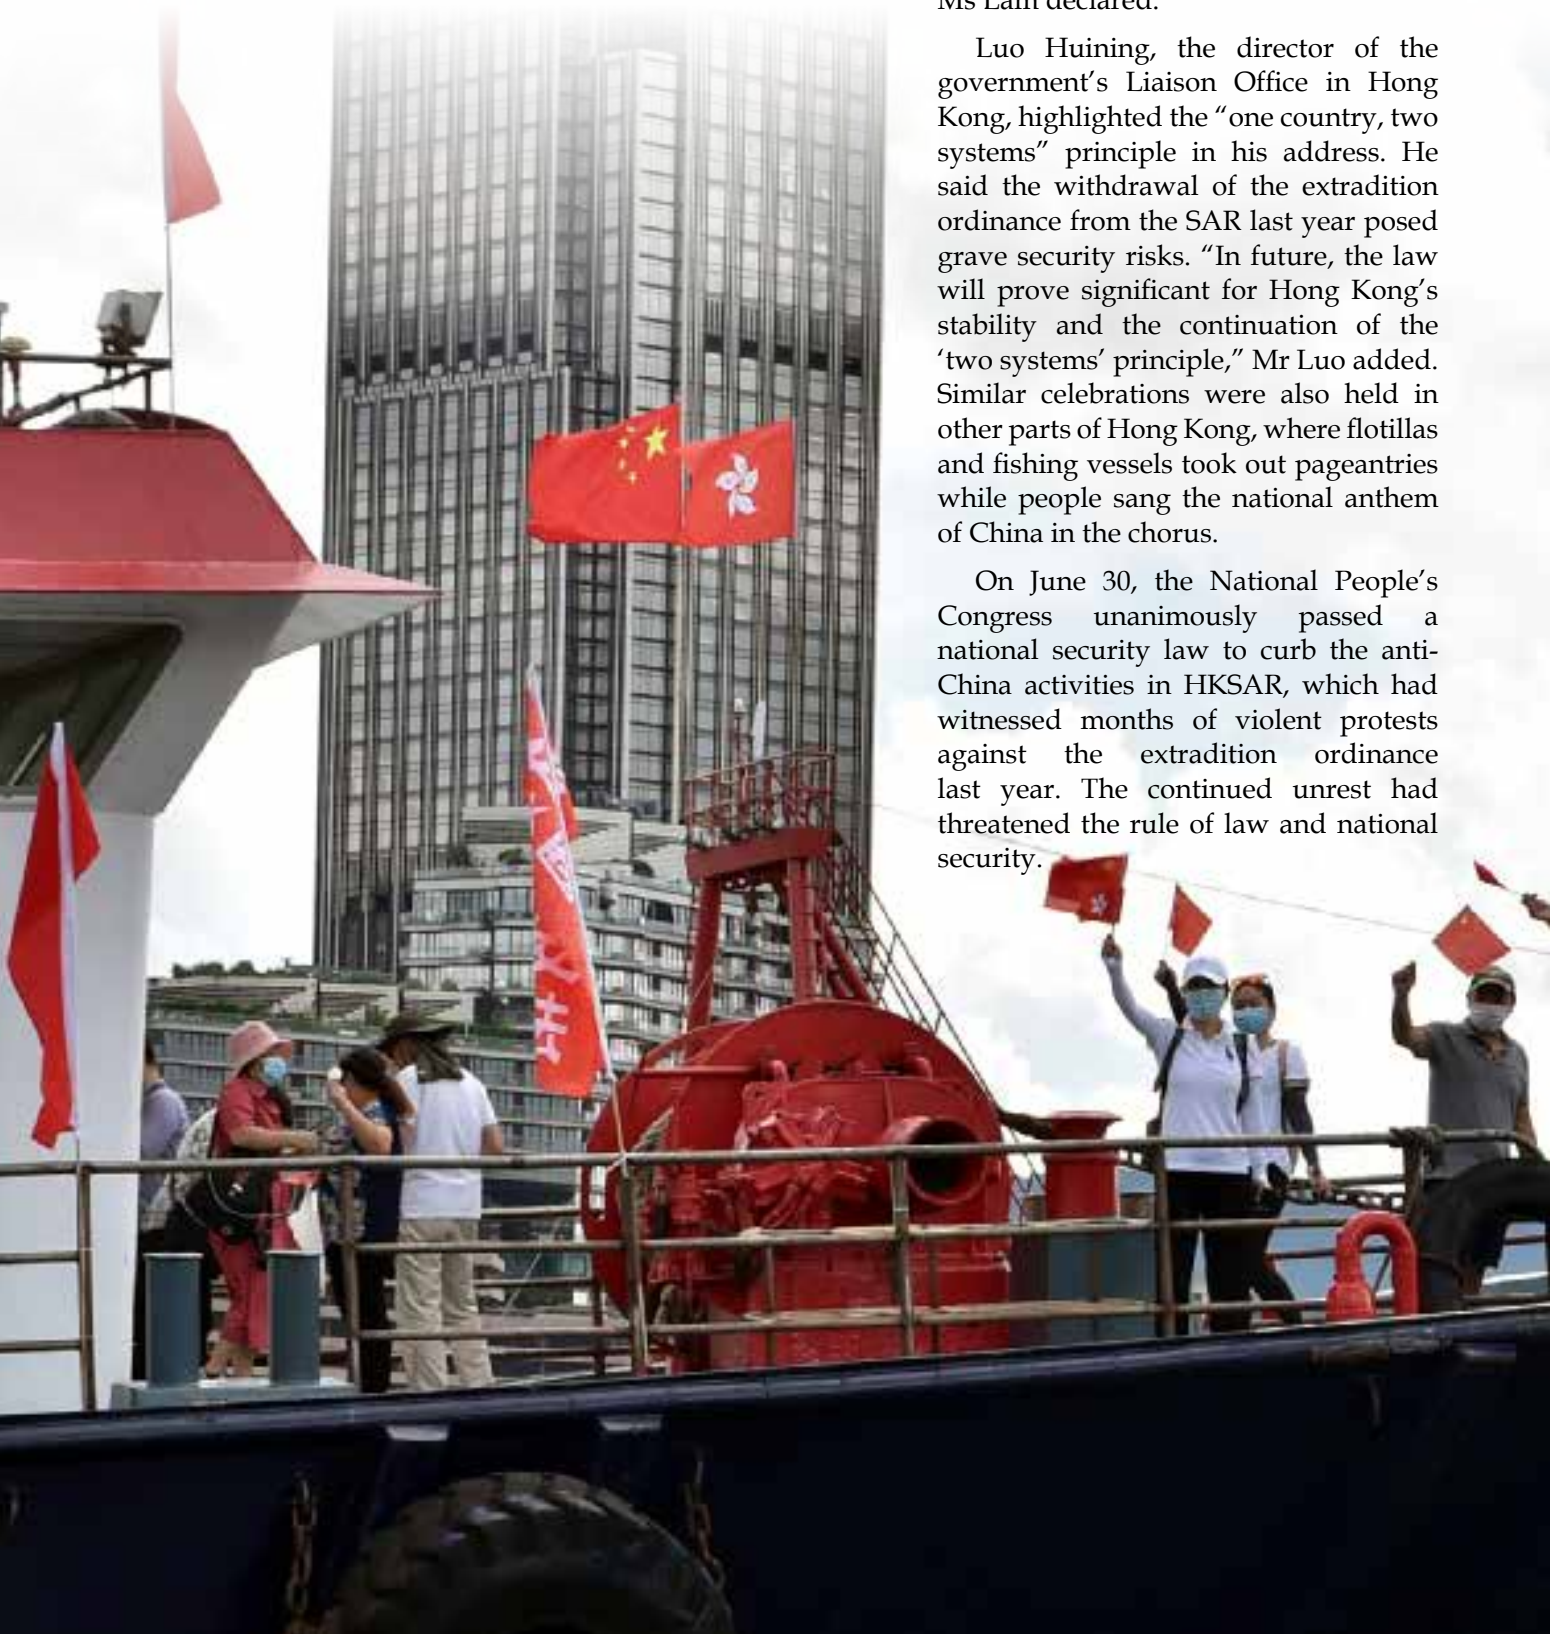 Ms Lam declared.
Luo Huining, the director of the
government’s Liaison Office in Hong
Kong, highlighted the “one country, two
systems” principle in his address. He
said the withdrawal of the extradition
ordinance from the SAR last year posed
grave security risks. “In future, the law
will prove significant for Hong Kong’s
stability and the continuation of the
‘two systems’ principle,” Mr Luo added.
Similar celebrations were also held in
other parts of Hong Kong, where flotillas
and fishing vessels took out pageantries
while people sang the national anthem
of China in the chorus.
On June 30, the National People’s
Congress unanimously passed a
national security law to curb the anti-
China activities in HKSAR, which had
witnessed months of violent protests
against the extradition ordinance
last year. The continued unrest had
threatened the rule of law and national
security.